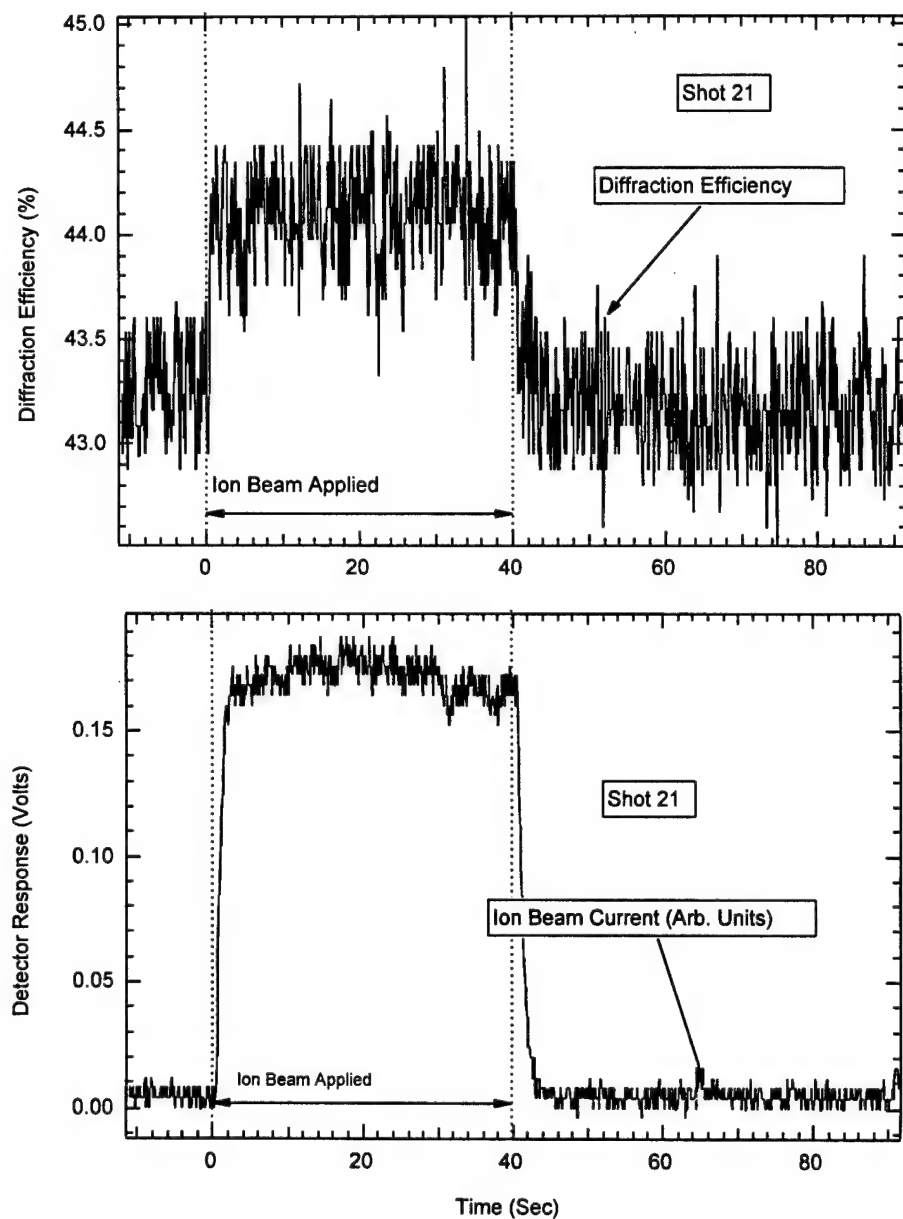 45.0
44.5
44.0
43.5
43.0
Diffraction Efficiency (%)
Shot 21
Diffraction Efficiency
Ion Beam Applied
0 20 40 60 80
0.15
0.10
0.05
0.00
Detector Response (Volts)
Shot 21
Ion Beam Current (Arb. Units)
Ion Beam Applied
0 20 40 60 80
Time (Sec)